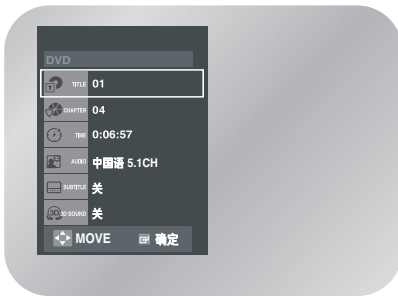 DVD
TITLE 01
CHAPTER 04
TIME 0:06:57
AUDIO 中国语 5.1CH
SUBTITLE 关
3D SOUND 关
MOVE 确定